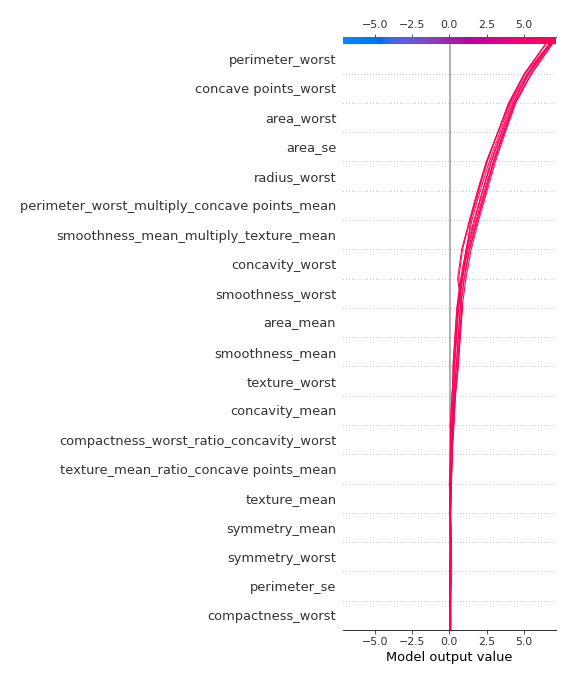 −5.0 −2.5 0.0 2.5 5.0
perimeter_worst
concave points_worst
area_worst
area_se
radius_worst
perimeter_worst_multiply_concave points_mean
smoothness_mean_multiply_texture_mean
concavity_worst
smoothness_worst
area_mean
smoothness_mean
texture_worst
concavity_mean
compactness_worst_ratio_concavity_worst
texture_mean_ratio_concave points_mean
texture_mean
symmetry_mean
symmetry_worst
perimeter_se
compactness_worst
−5.0 −2.5 0.0 2.5 5.0
Model output value